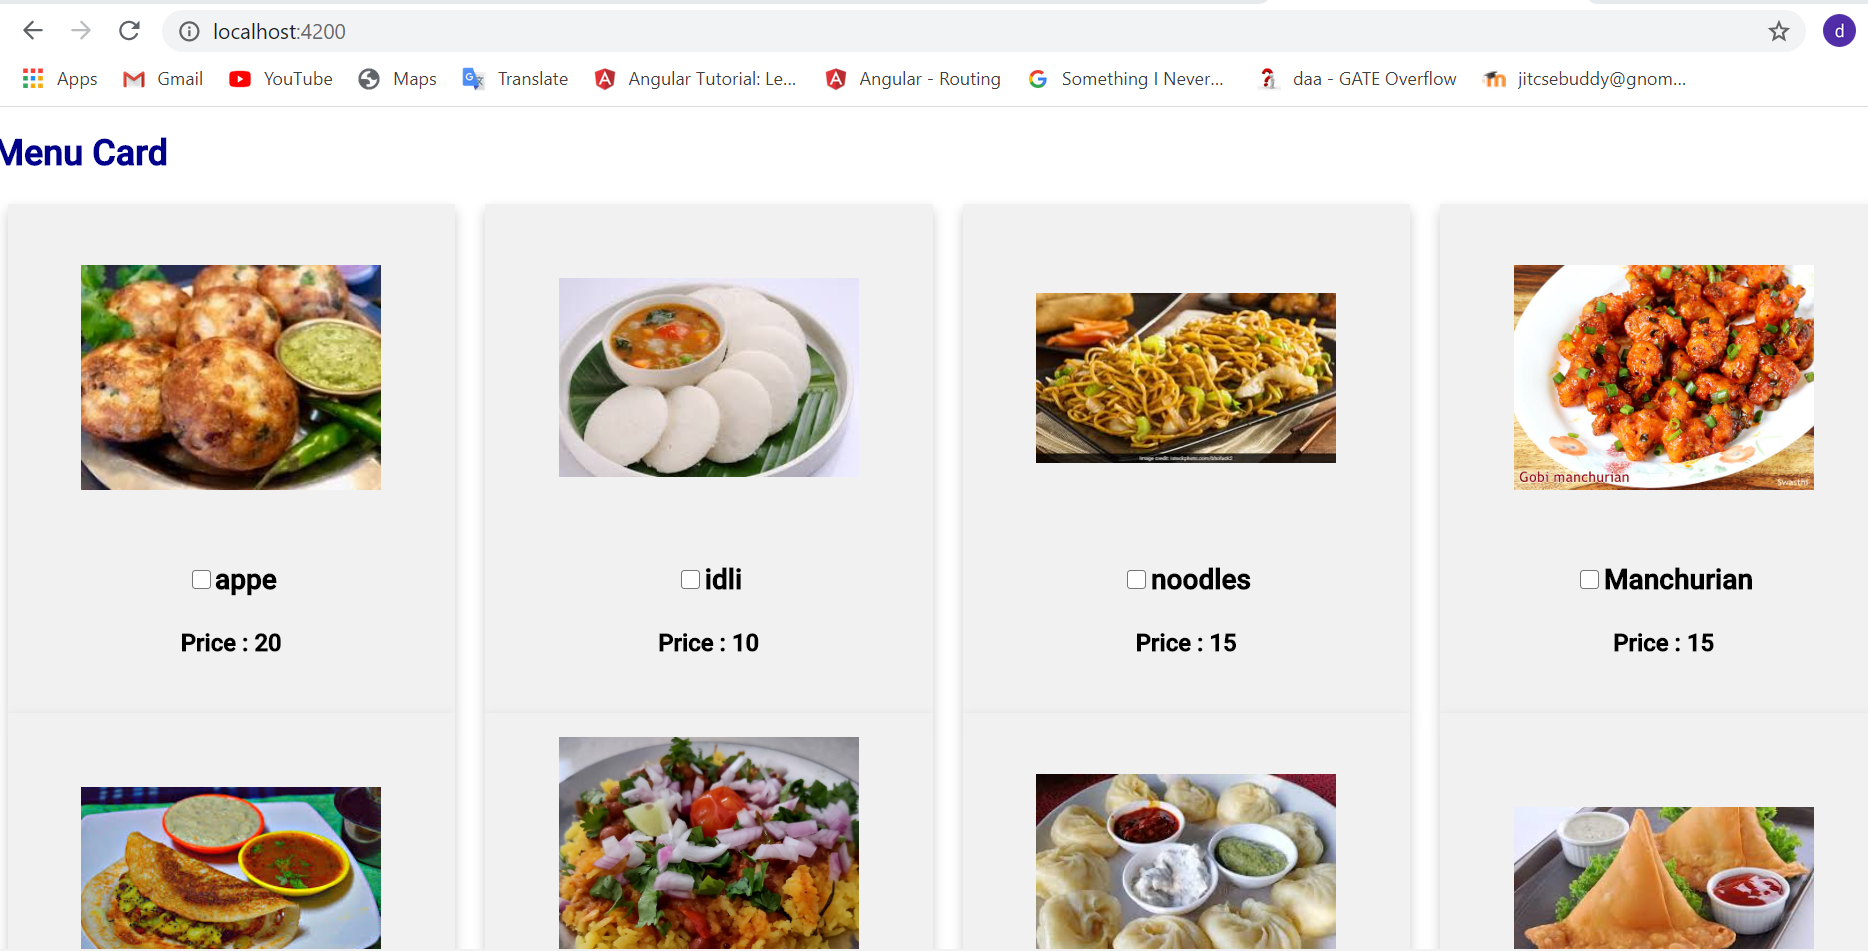 localhost:4200
d
Apps Gmail YouTube Maps Translate Angular Tutorial: Le... Angular - Routing Something I Never... daa - GATE Overflow jitcsebuddy@gnom...
Menu Card
Gobi manchurian
Swasthi
appe idli noodles Manchurian
Price : 20 Price : 10 Price : 15 Price : 15